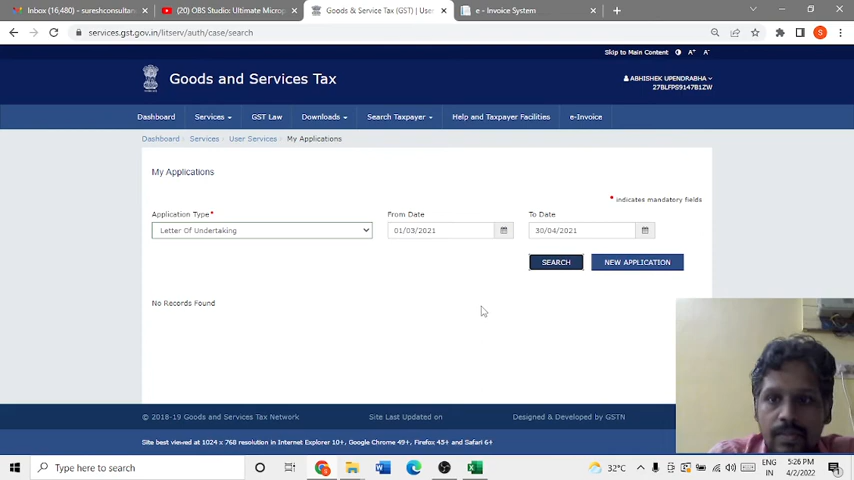 Inbox (16,480) - sureshconsultan
(20) OBS Studio: Ultimate Microp
Goods & Service Tax (GST) | User
e - Invoice System
services.gst.gov.in/litserv/auth/case/search
S
Skip to Main Content A+ A-
Goods and Services Tax
ABHISHEK UPENDRABHA
27BLFPS9147B1ZW
Dashboard Services GST Law Downloads Search Taxpayer Help and Taxpayer Facilities e-Invoice
Dashboard Services User Services My Applications
My Applications
* indicates mandatory fields
Application Type* From Date To Date
Letter Of Undertaking 01/03/2021 30/04/2021
SEARCH NEW APPLICATION
No Records Found
© 2018-19 Goods and Services Tax Network Site Last Updated on Designed & Developed by GSTN
Site best viewed at 1024 x 768 resolution in Internet Explorer 10+, Google Chrome 49+, Firefox 45+ and Safari 6+
Type here to search
32°C
ENG
IN
5:26 PM
4/2/2022